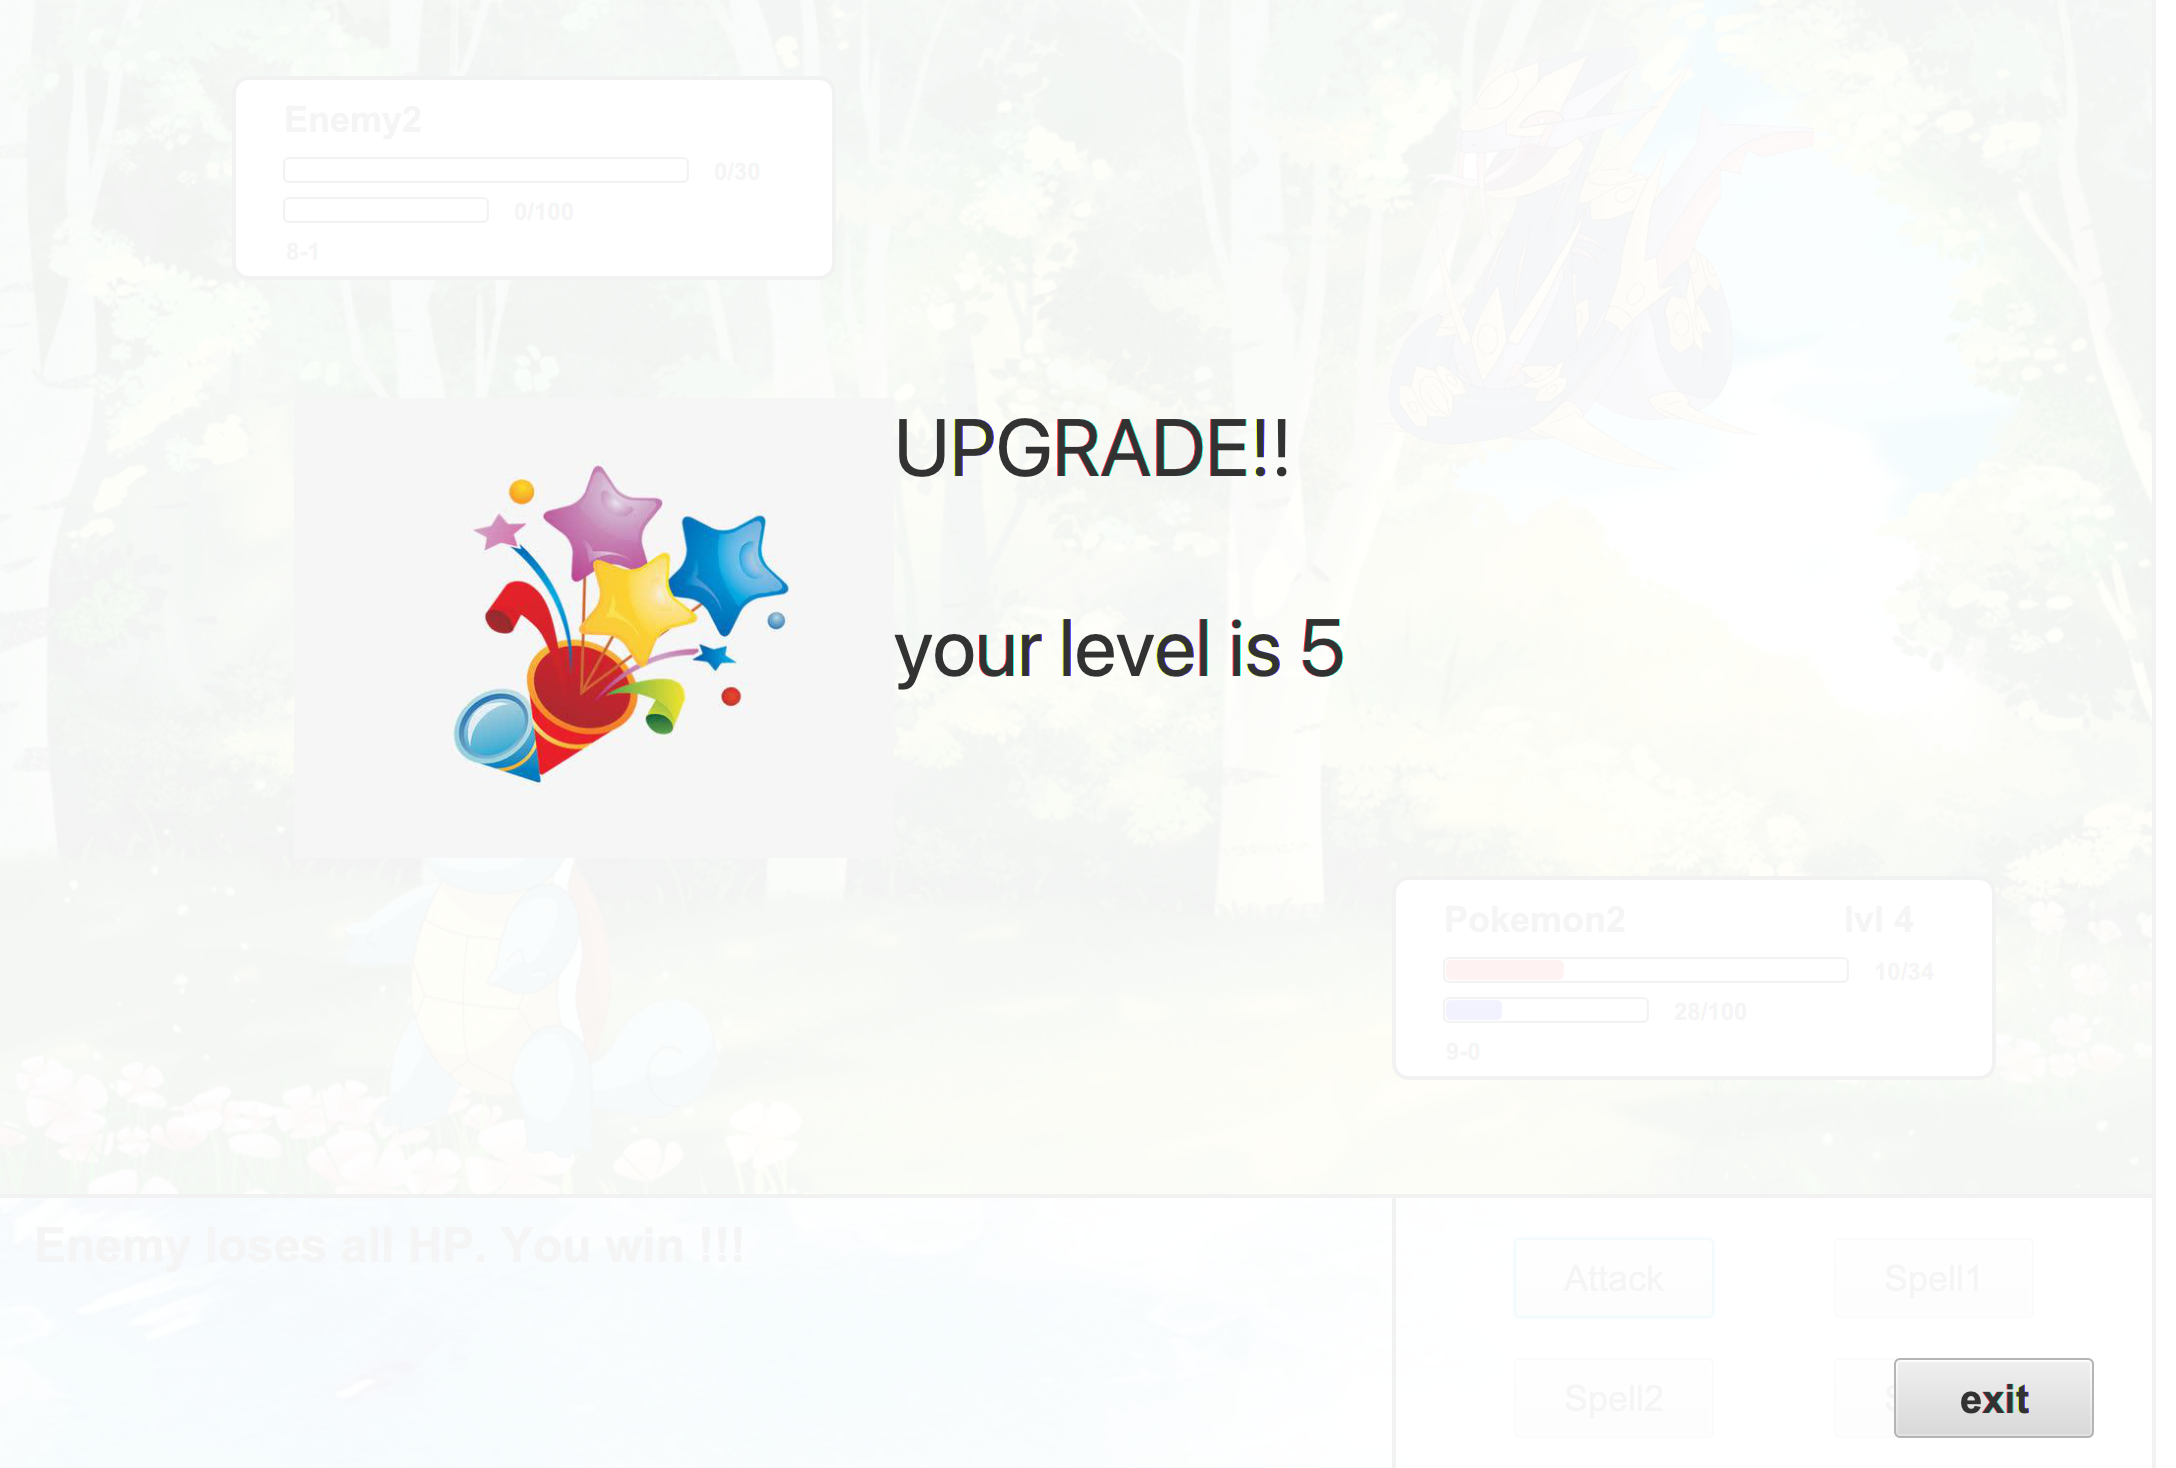 Enemy2
0/30
0/100
8-1
UPGRADE!!
your level is 5
Pokemon2 lvl 4
10/34
28/100
9-0
Enemy loses all HP. You win !!!
Attack Spell1
Spell2 exit